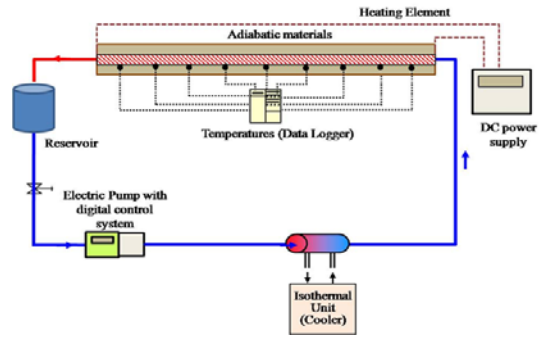 Heating Element
Adiabatic materials
Temperatures (Data Logger)
DC power
supply
Reservoir
Electric Pump with
digital control
system
Isothermal
Unit
(Cooler)